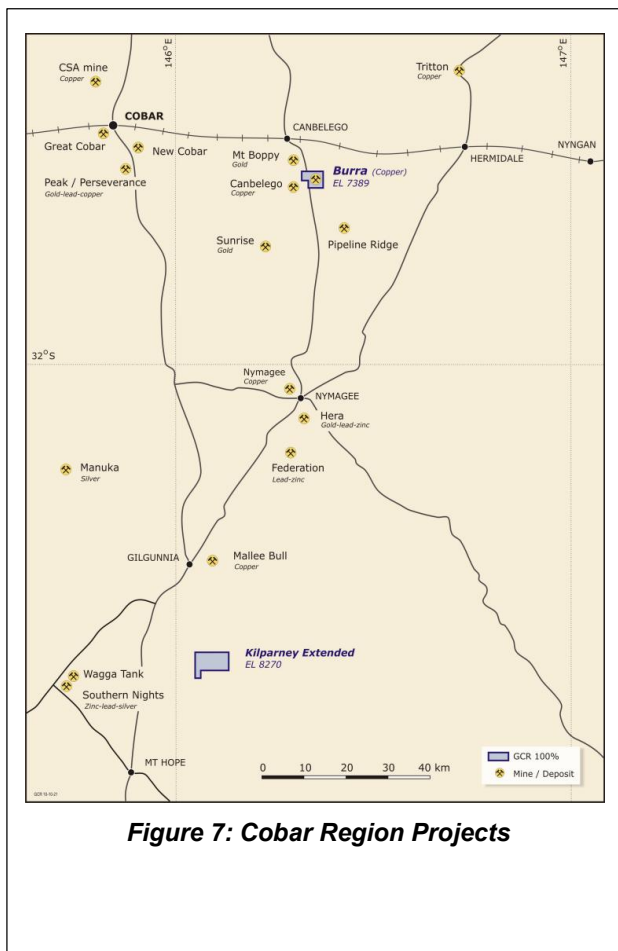 146°E
147°E
CSA mine
Copper
Tritton
Copper
COBAR
CANBELEGO
Great Cobar
New Cobar
Mt Boppy
Gold
HERMIDALE
NYNGAN
Peak / Perseverance
Gold-lead-copper
Canbelego
Copper
Burra (Copper)
EL 7389
Sunrise
Gold
Pipeline Ridge
32°S
Nymagee
Copper
NYMAGEE
Hera
Gold-lead-zinc
Manuka
Silver
Federation
Lead-zinc
GILGUNNIA
Mallee Bull
Copper
Kilparney Extended
EL 8270
Wagga Tank
Southern Nights
Zinc-lead-silver
MT HOPE
0 10 20 30 40 km
GCR 100%
Mine / Deposit
Figure 7: Cobar Region Projects